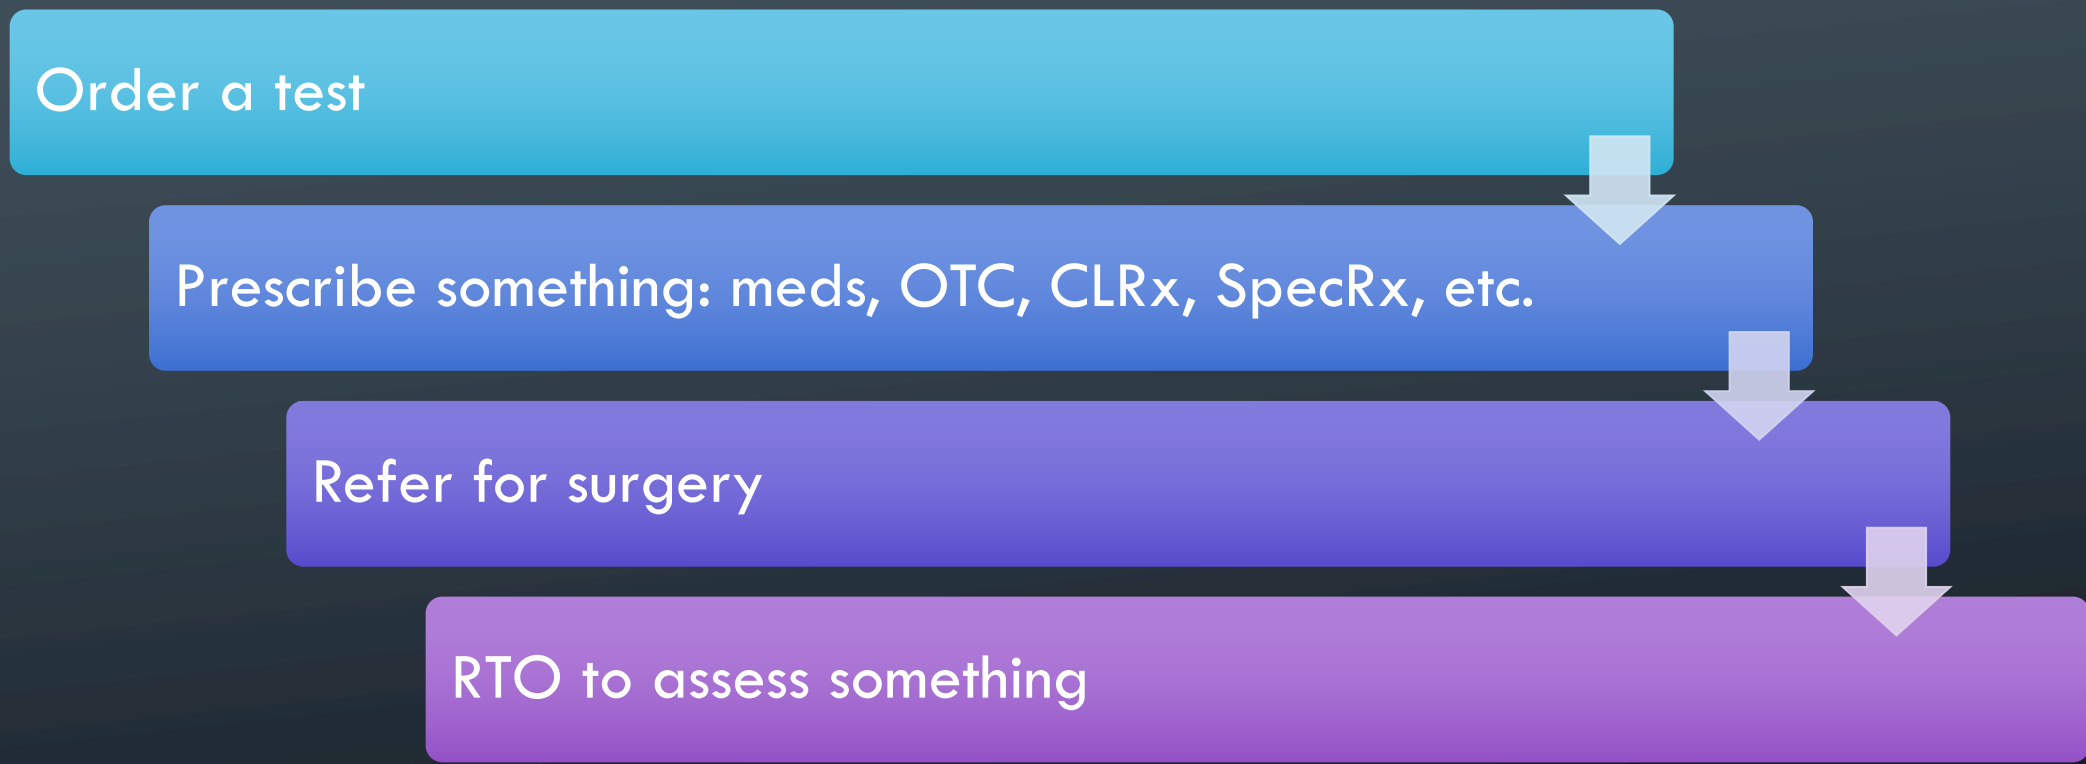 Order a test
Prescribe something: meds, OTC, CLRx, SpecRx, etc.
Refer for surgery
RTO to assess something